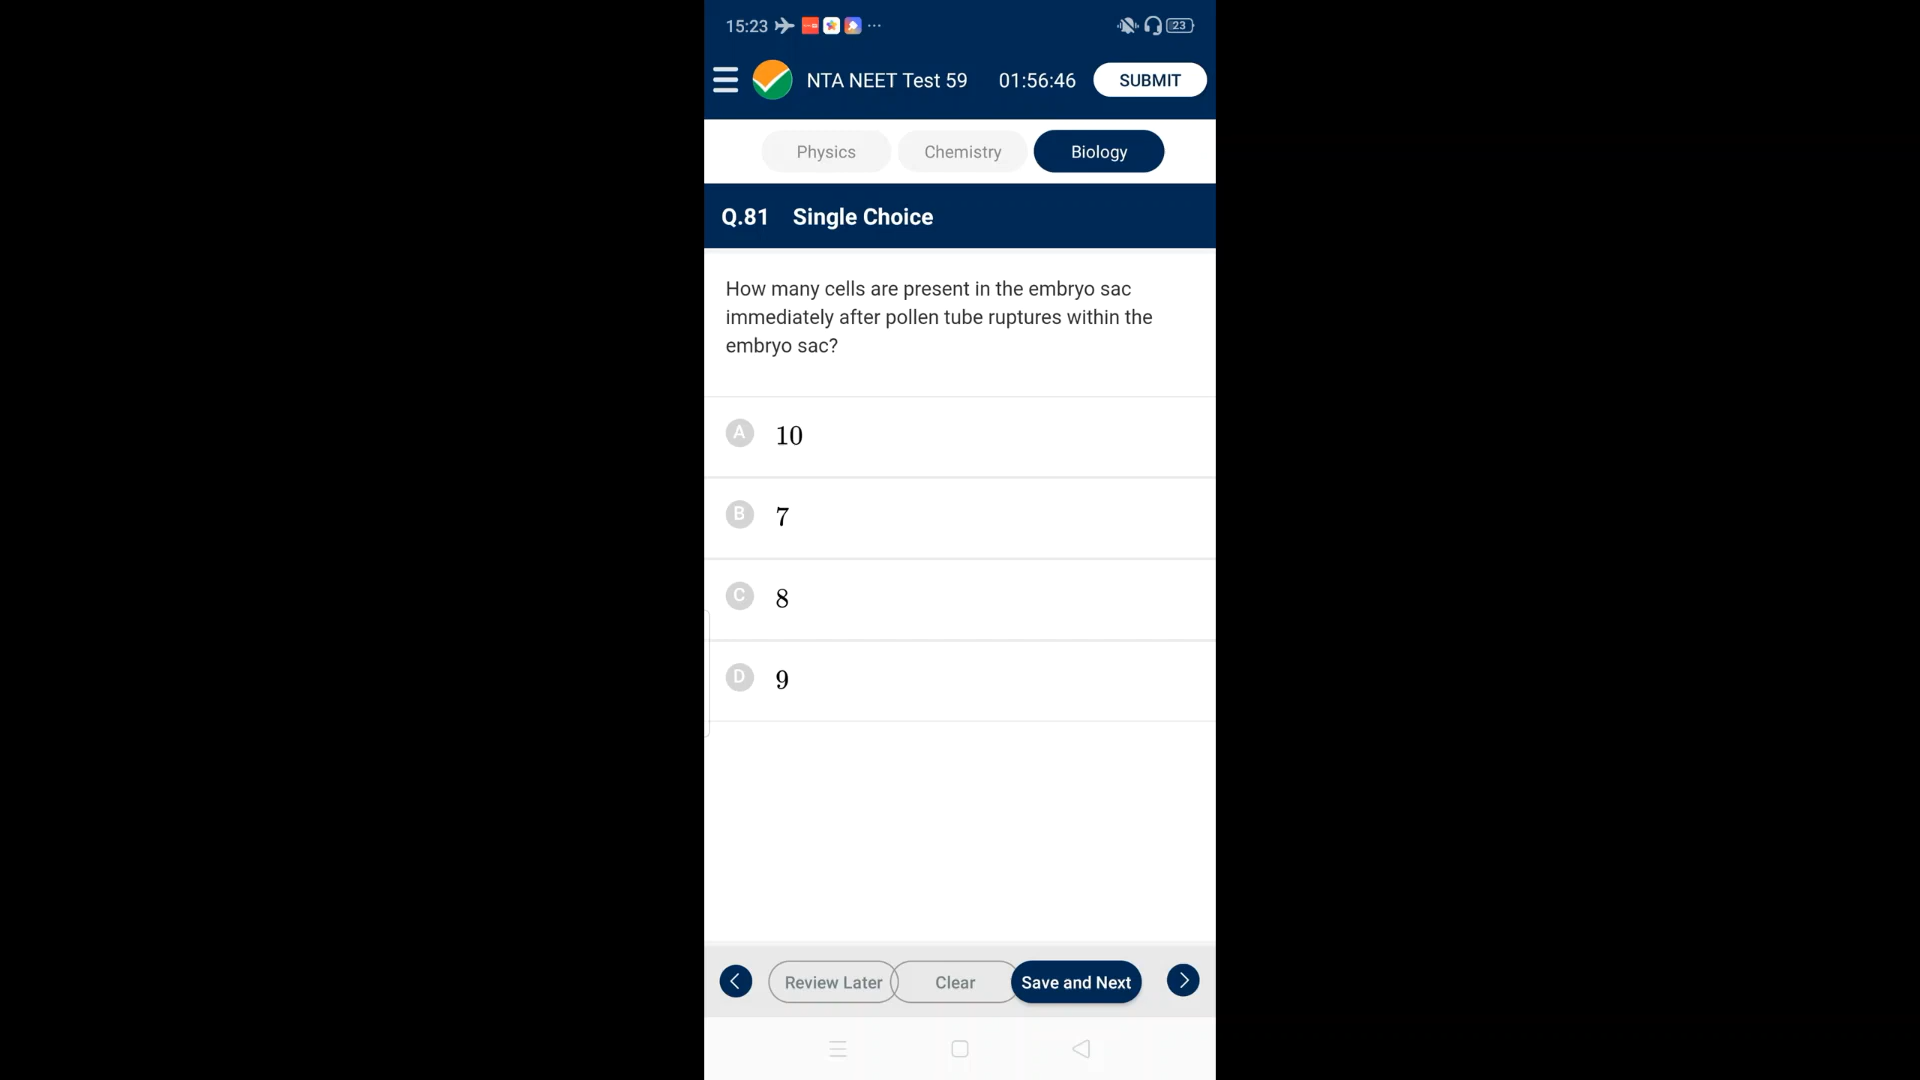 15:23 ···
23
NTA NEET Test 59 01:56:46 SUBMIT
Physics Chemistry Biology
Q.81 Single Choice
How many cells are present in the embryo sac
immediately after pollen tube ruptures within the
embryo sac?
A 10
B 7
C 8
D 9
Review Later Clear Save and Next